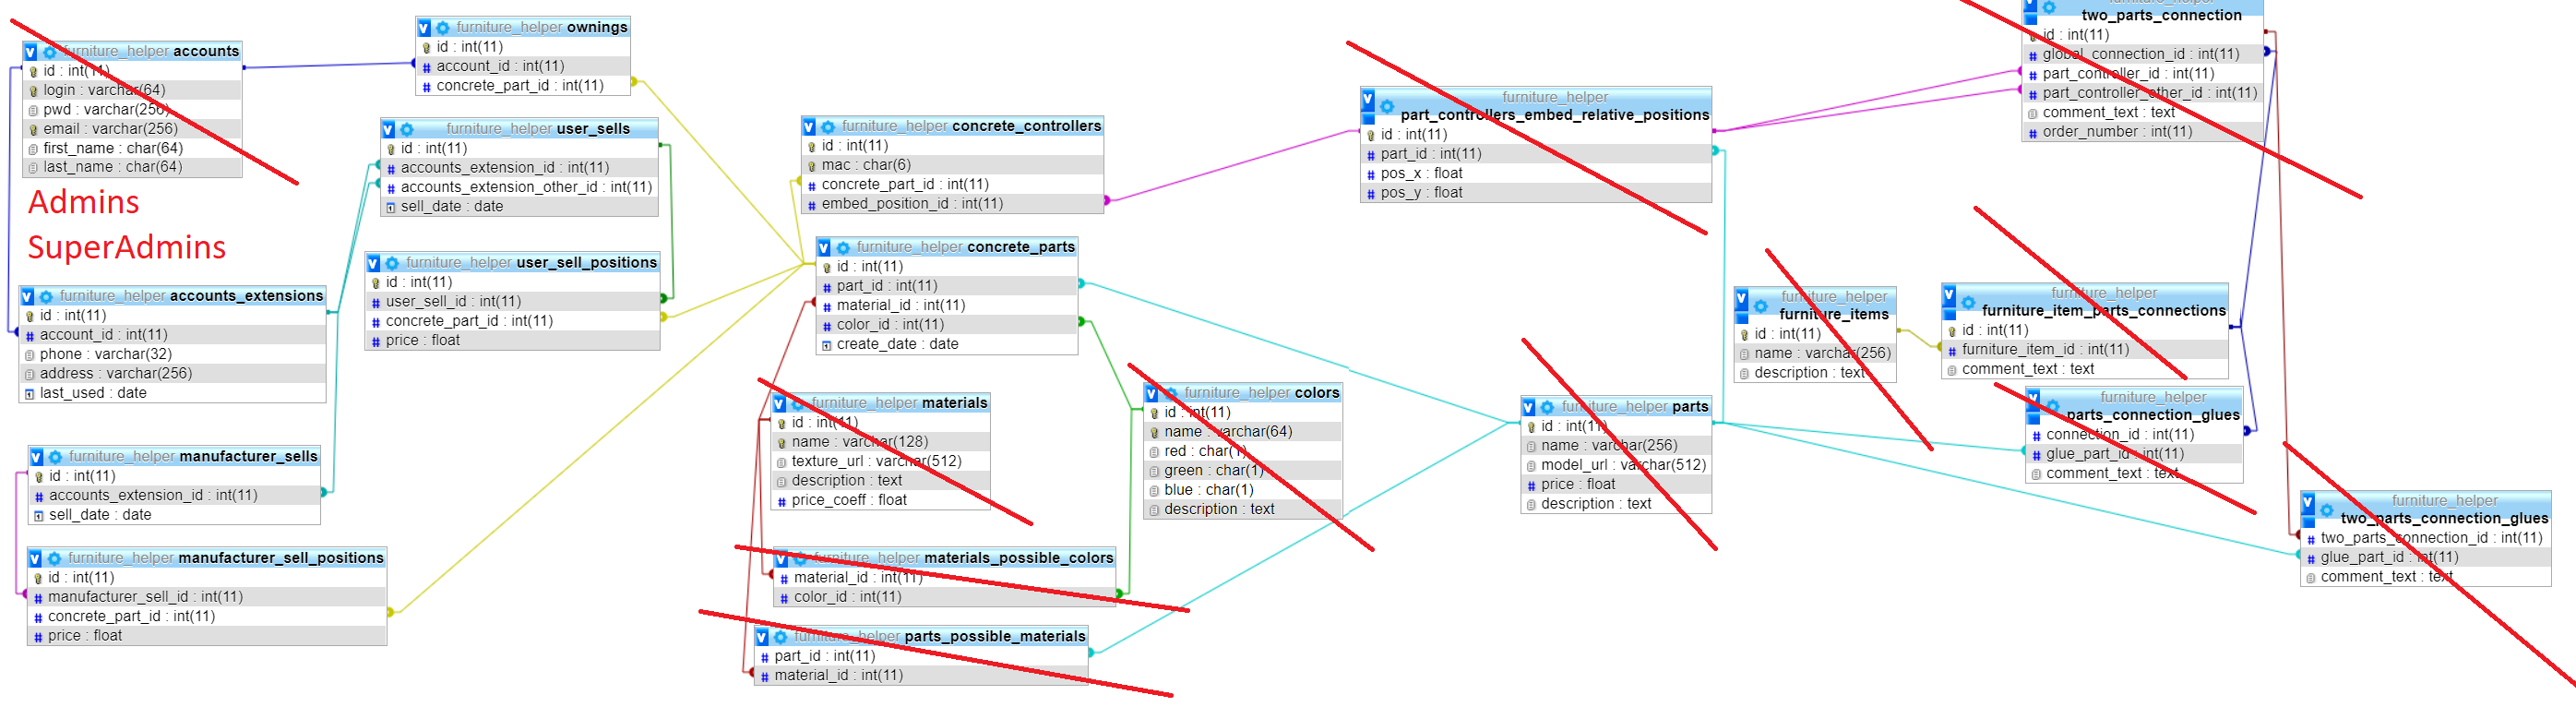 furniture_helper accounts
id : int(11)
login : varchar(64)
pwd : varchar(256)
email : varchar(256)
first_name : char(64)
last_name : char(64)
Admins
SuperAdmins
furniture_helper accounts_extensions
id : int(11)
account_id : int(11)
phone : varchar(32)
address : varchar(256)
last_used : date
furniture_helper manufacturer_sells
id : int(11)
accounts_extension_id : int(11)
sell_date : date
furniture_helper manufacturer_sell_positions
id : int(11)
manufacturer_sell_id : int(11)
concrete_part_id : int(11)
price : float
furniture_helper ownings
id : int(11)
account_id : int(11)
concrete_part_id : int(11)
furniture_helper user_sells
id : int(11)
accounts_extension_id : int(11)
accounts_extension_other_id : int(11)
sell_date : date
furniture_helper user_sell_positions
id : int(11)
user_sell_id : int(11)
concrete_part_id : int(11)
price : float
furniture_helper concrete_controllers
id : int(11)
mac : char(6)
concrete_part_id : int(11)
embed_position_id : int(11)
furniture_helper concrete_parts
id : int(11)
part_id : int(11)
material_id : int(11)
color_id : int(11)
create_date : date
furniture_helper materials
id : int(11)
name : varchar(128)
texture_url : varchar(512)
description : text
price_coeff : float
furniture_helper materials_possible_colors
material_id : int(11)
color_id : int(11)
furniture_helper parts_possible_materials
part_id : int(11)
material_id : int(11)
furniture_helper colors
id : int(11)
name : varchar(64)
red : char(1)
green : char(1)
blue : char(1)
description : text
furniture_helper
part_controllers_embed_relative_positions
id : int(11)
part_id : int(11)
pos_x : float
pos_y : float
furniture_helper parts
id : int(11)
name : varchar(256)
model_url : varchar(512)
price : float
description : text
furniture_helper
furniture_items
id : int(11)
name : varchar(256)
description : text
furniture_helper
two_parts_connection
id : int(11)
global_connection_id : int(11)
part_controller_id : int(11)
part_controller_other_id : int(11)
comment_text : text
order_number : int(11)
furniture_helper
furniture_item_parts_connections
id : int(11)
furniture_item_id : int(11)
comment_text : text
furniture_helper
parts_connection_glues
connection_id : int(11)
glue_part_id : int(11)
comment_text : text
furniture_helper
two_parts_connection_glues
two_parts_connection_id : int(11)
glue_part_id : int(11)
comment_text : text